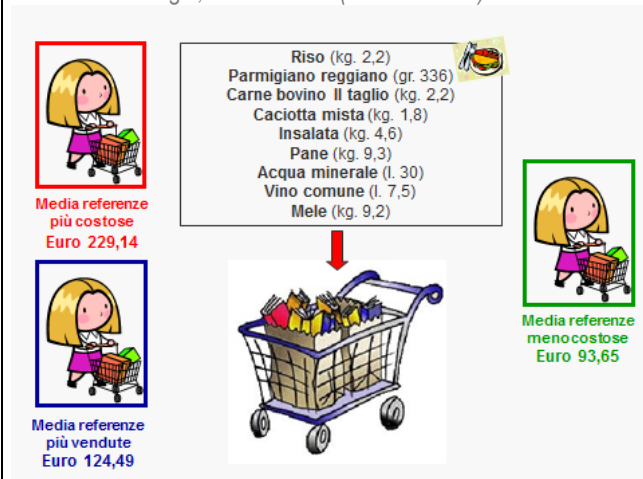 Riso (kg. 2,2)
Parmigiano reggiano (gr. 336)
Carne bovino II taglio (kg. 2,2)
Caciotta mista (kg. 1,8)
Insalata (kg. 4,6)
Pane (kg. 9,3)
Acqua minerale (l. 30)
Vino comune (l. 7,5)
Mele (kg. 9,2)
Media referenze
più costose
Euro 229,14
Media referenze
meno costose
Euro 93,65
Media referenze
più vendute
Euro 124,49